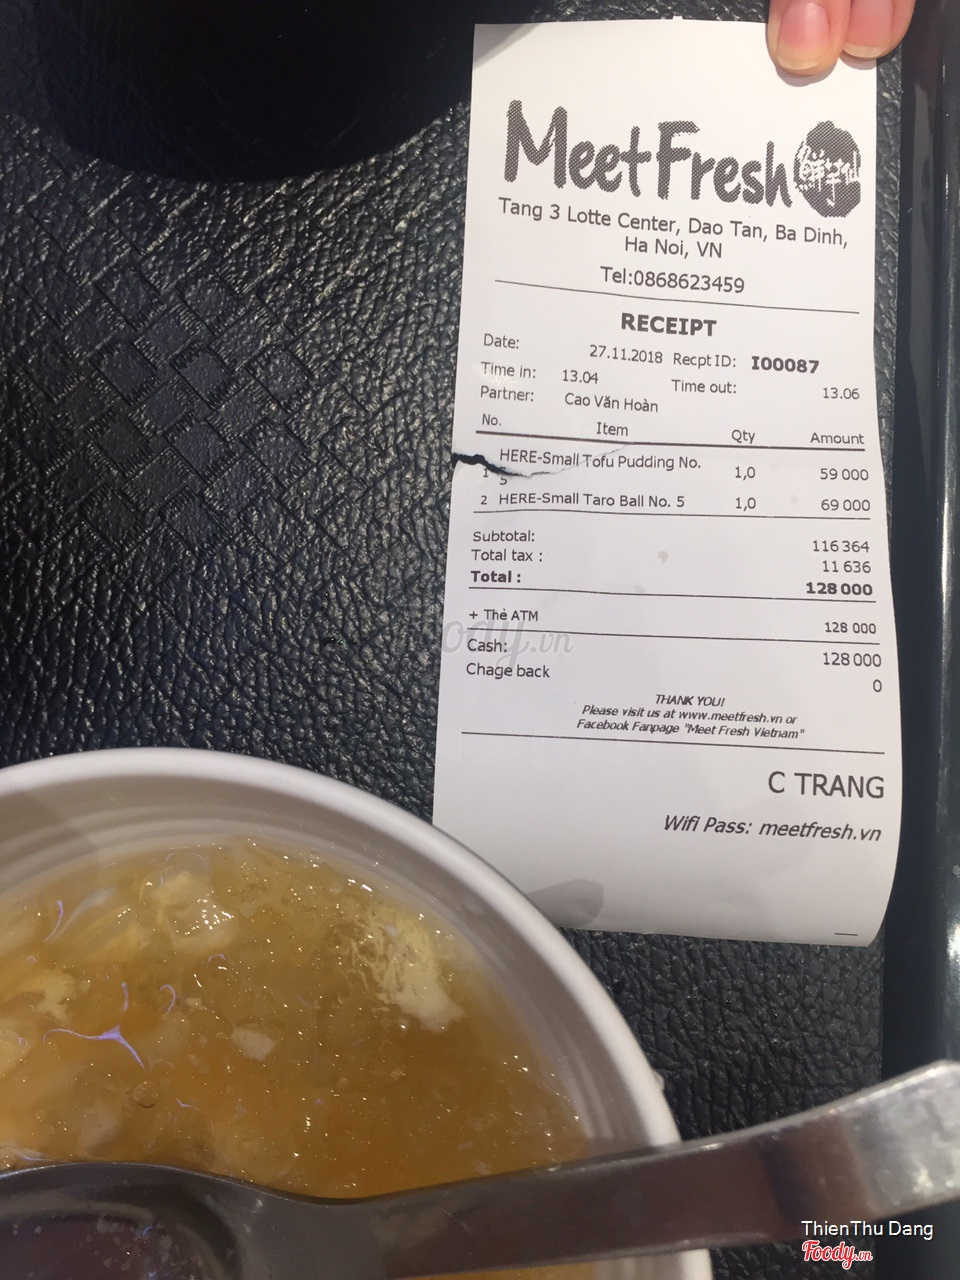 MeetFresh 鮮芋仙
Tang 3 Lotte Center, Dao Tan, Ba Dinh,
Ha Noi, VN
Tel:0868623459
RECEIPT
Date: 27.11.2018 Recpt ID: I00087
Time in: 13.04 Time out: 13.06
Partner: Cao Văn Hoàn
No. Item Qty Amount
1 HERE-Small Tofu Pudding No. 1,0 59 000
5
2 HERE-Small Taro Ball No. 5 1,0 69 000
Subtotal: 116 364
Total tax : 11 636
Total : 128 000
+ Thẻ ATM 128 000
Cash: 128 000
Chage back 0
THANK YOU!
Please visit us at www.meetfresh.vn or
Facebook Fanpage "Meet Fresh Vietnam"
C TRANG
Wifi Pass: meetfresh.vn
Foody.vn
ThienThu Dang
Foody.vn